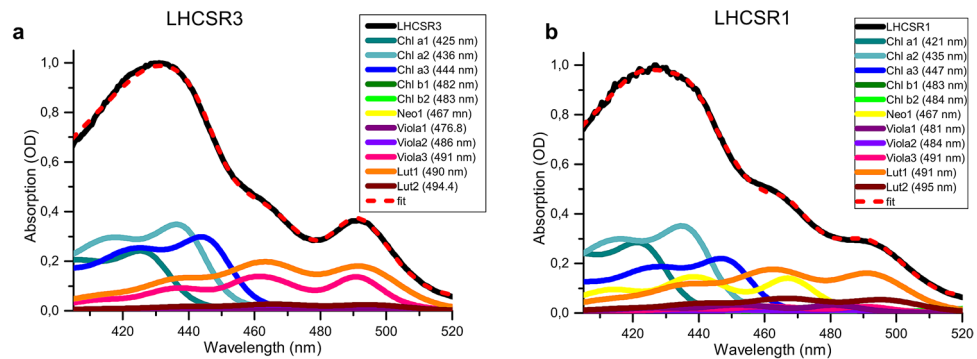 LHCSR3
LHCSR1
a
LHCSR3
Chl a1 (425 nm)
Chl a2 (436 nm)
Chl a3 (444 nm)
Chl b1 (482 nm)
Chl b2 (483 nm)
Neo1 (467 mn)
Viola1 (476.8)
Viola2 (486 nm)
Viola3 (491 nm)
Lut1 (490 nm)
Lut2 (494.4)
fit
1,0
0,8
0,6
0,4
0,2
0,0
Absorption (OD)
420
440
460
480
500
520
Wavelength (nm)
b
LHCSR1
Chl a1 (421 nm)
Chl a2 (435 nm)
Chl a3 (447 nm)
Chl b1 (483 nm)
Chl b2 (484 nm)
Neo1 (467 nm)
Viola1 (481 nm)
Viola2 (484 nm)
Viola3 (491 nm)
Lut1 (491 nm)
Lut2 (495 nm)
fit
1,0
0,8
0,6
0,4
0,2
0,0
Absorption (OD)
420
440
460
480
500
520
Wavelength (nm)